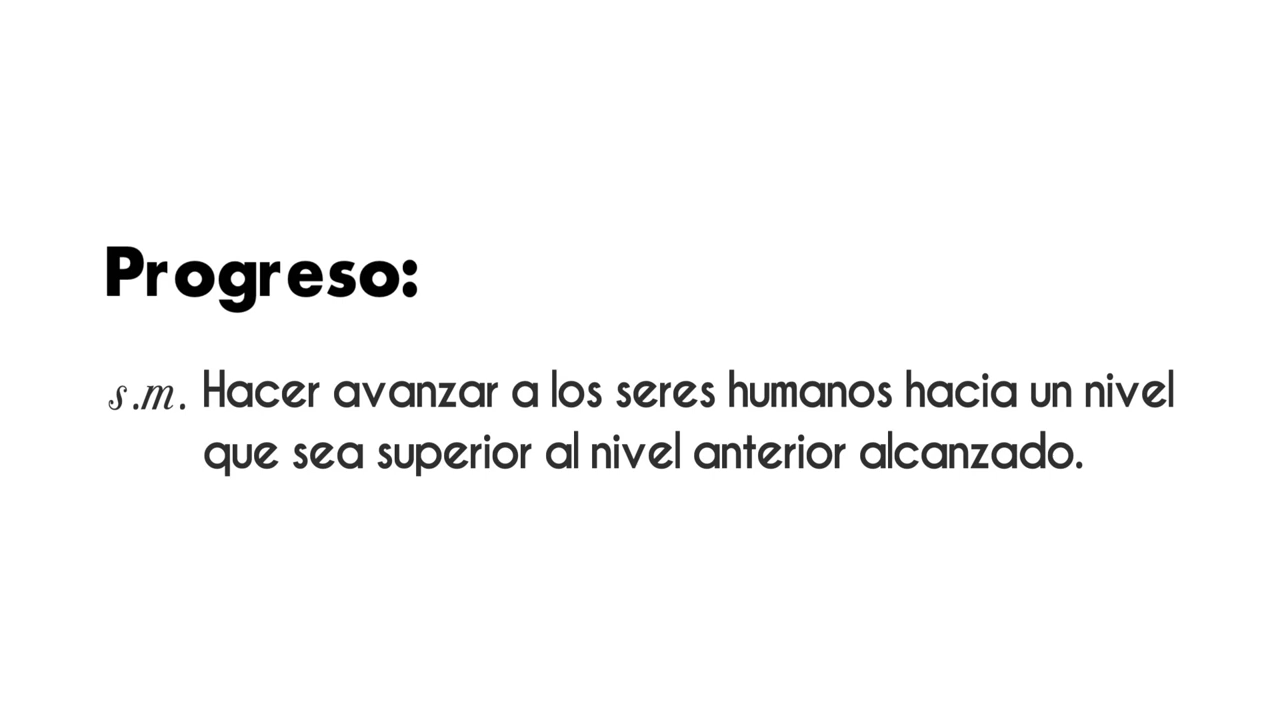 Progreso:
s.m. Hacer avanzar a los seres humanos hacia un nivel
que sea superior al nivel anterior alcanzado.